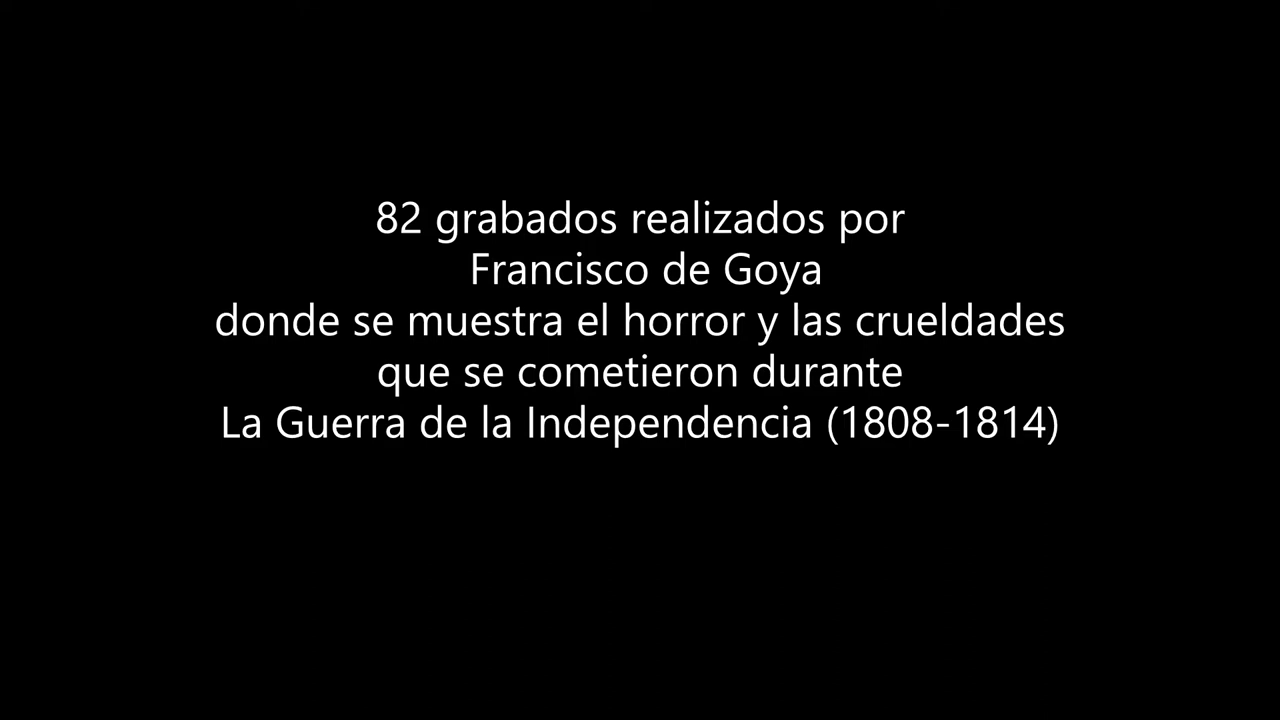 82 grabados realizados por
Francisco de Goya
donde se muestra el horror y las crueldades
que se cometieron durante
La Guerra de la Independencia (1808-1814)